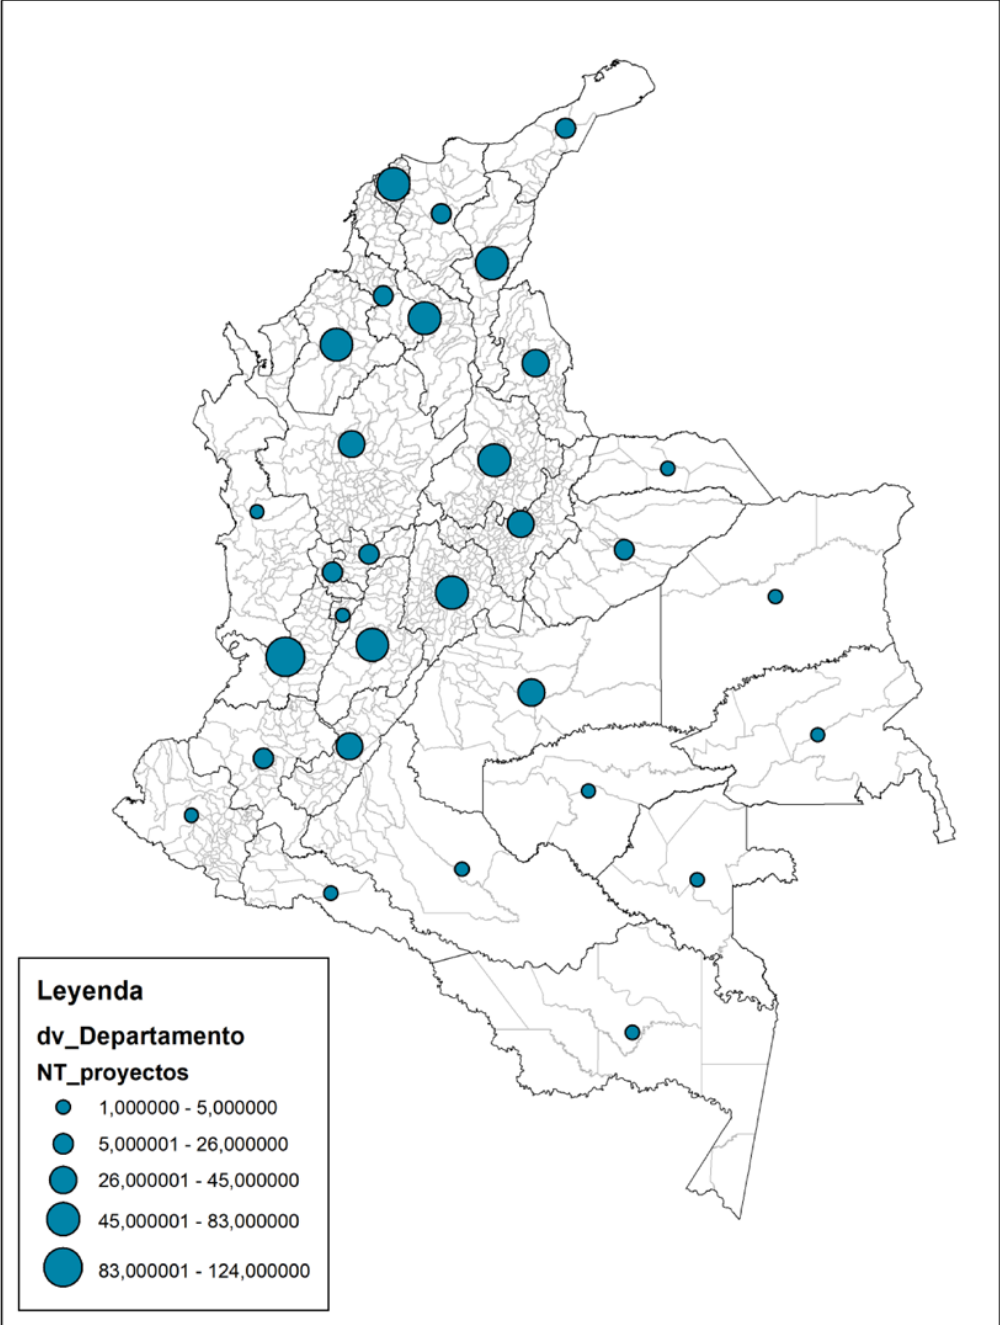 Leyenda
dv_Departamento
NT_proyectos
1,000000 - 5,000000
5,000001 - 26,000000
26,000001 - 45,000000
45,000001 - 83,000000
83,000001 - 124,000000